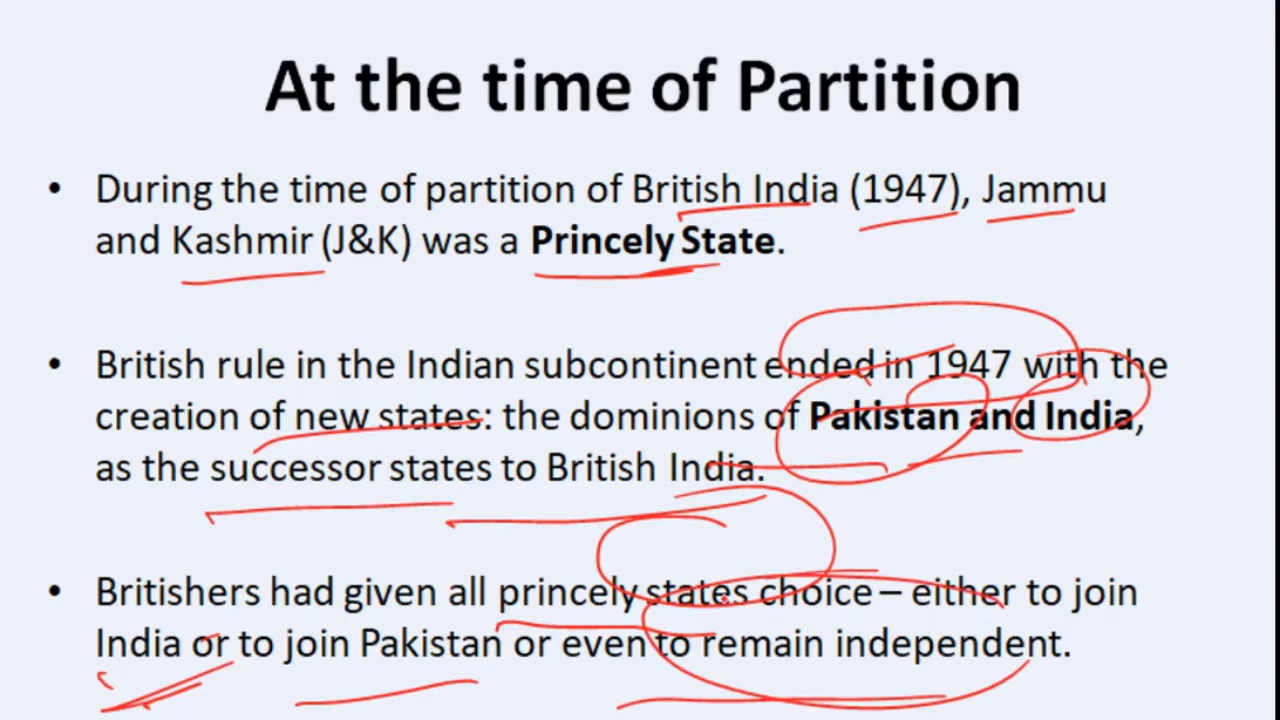 At the time of Partition
• During the time of partition of British India (1947), Jammu
and Kashmir (J&K) was a Princely State.
• British rule in the Indian subcontinent ended in 1947 with the
creation of new states: the dominions of Pakistan and India,
as the successor states to British India.
• Britishers had given all princely states choice – either to join
India or to join Pakistan or even to remain independent.